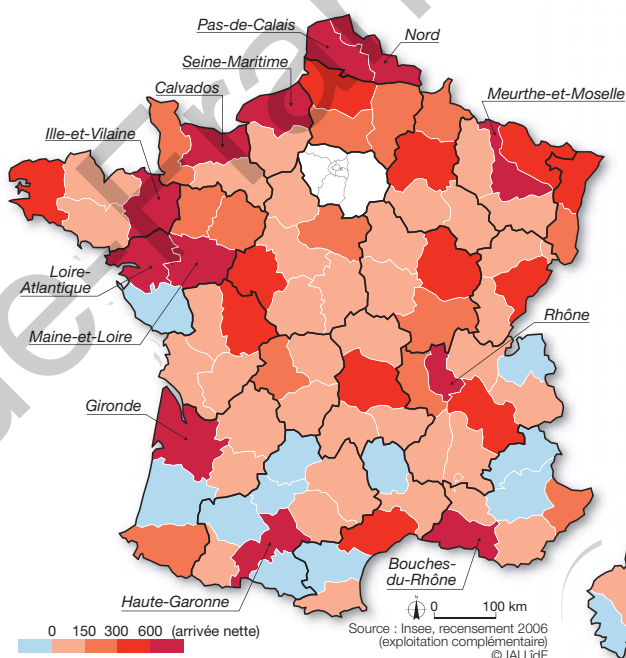 Pas-de-Calais
Nord
Seine-Maritime
Calvados
Meurthe-et-Moselle
Ille-et-Vilaine
Loire-
Atlantique
Maine-et-Loire
Rhône
Gironde
Bouches-
du-Rhône
Haute-Garonne
0 100 km
0 150 300 600 (arrivée nette)
Source : Insee, recensement 2006
(exploitation complémentaire)
© IAU îdF